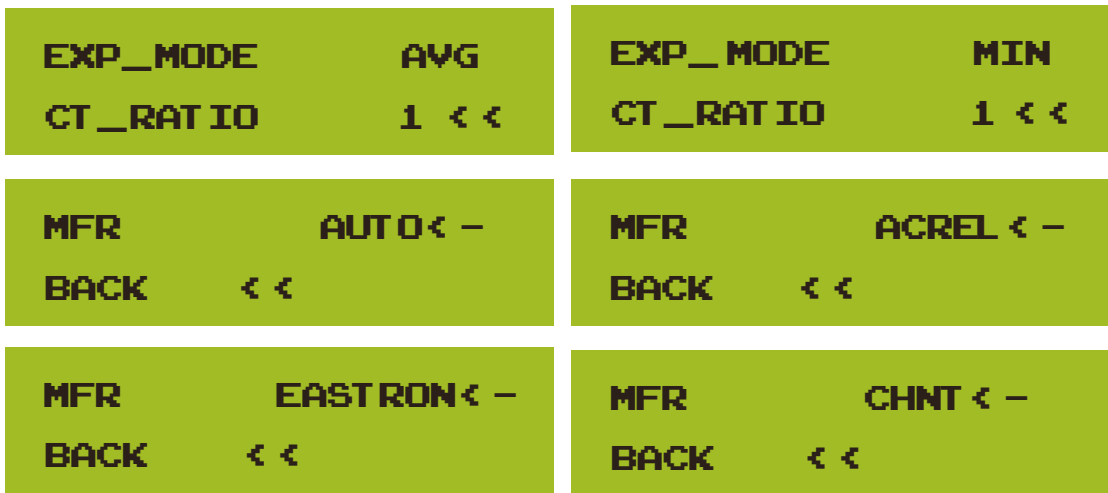 EXP_MODE AVG
CT_RATIO 1 <<
EXP_MODE MIN
CT_RATIO 1 <<
MFR AUTO<-
BACK <<
MFR ACREL<-
BACK <<
MFR EASTRON<-
BACK <<
MFR CHNT<-
BACK <<